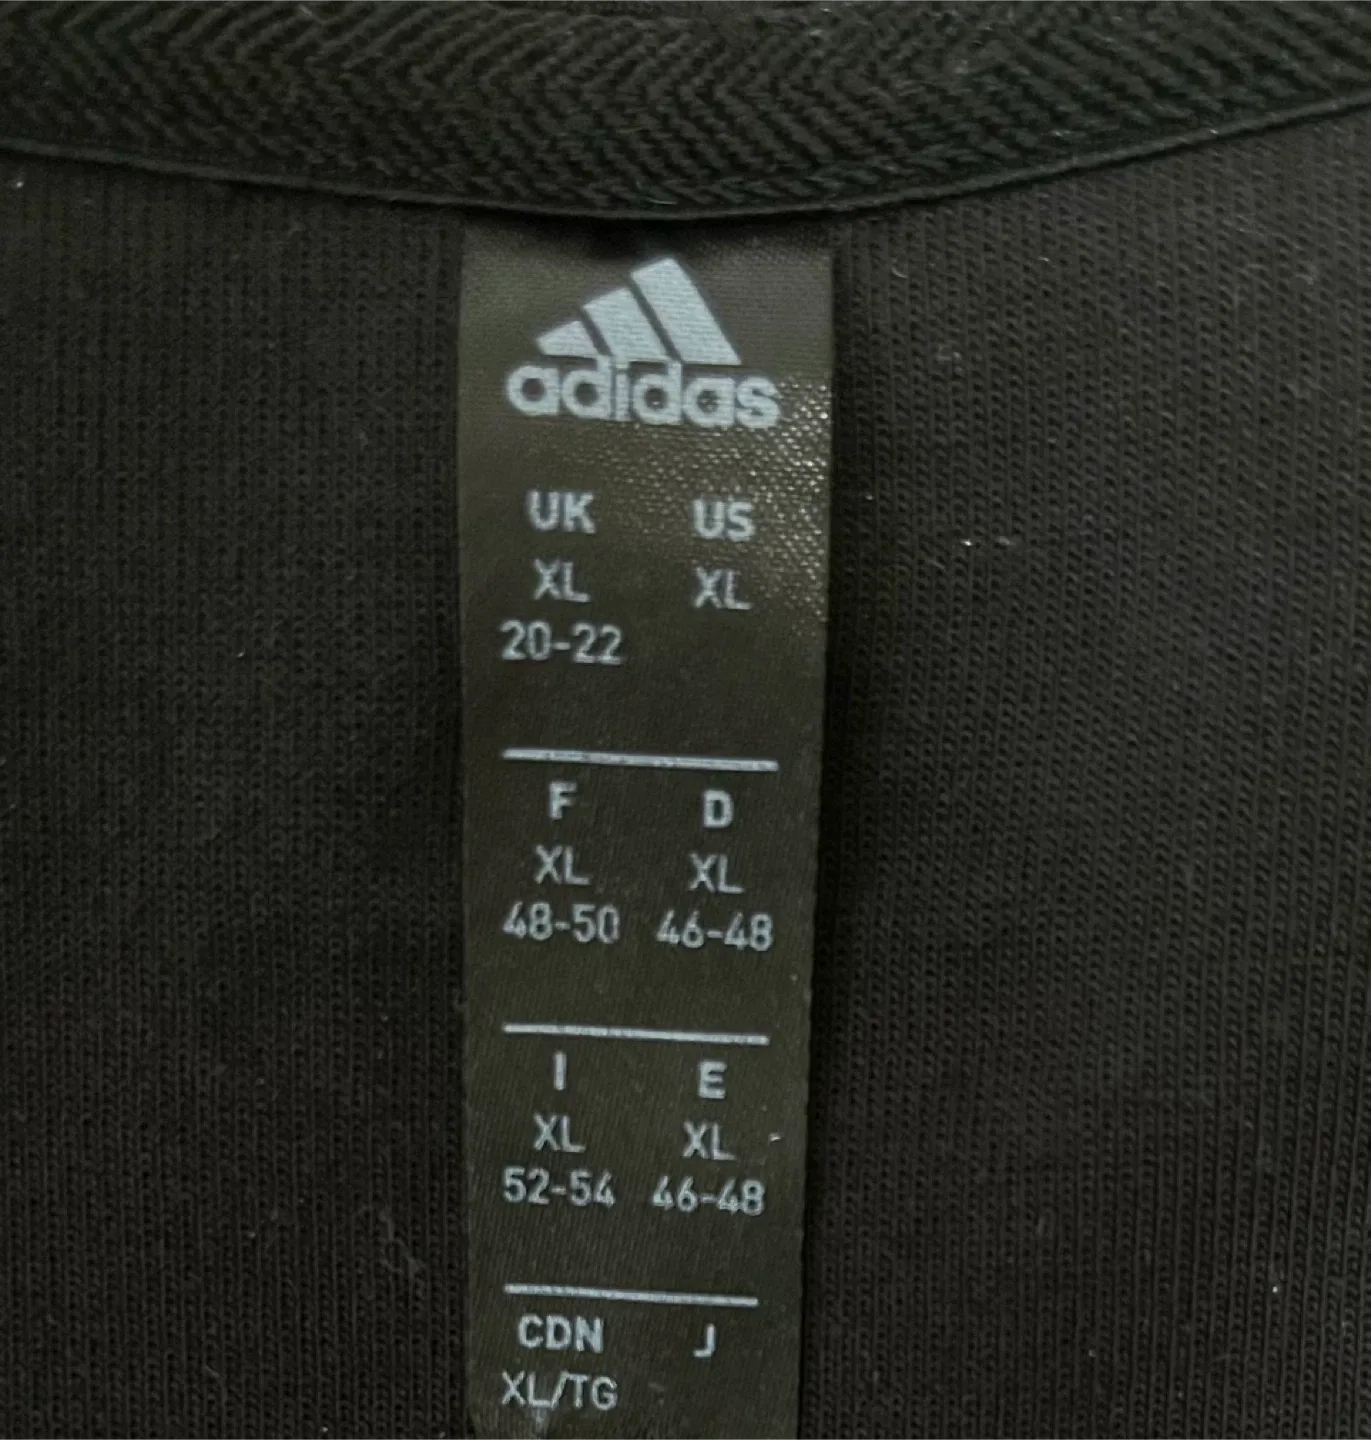 adidas
UK US
XL XL
20-22
F D
XL XL
48-50 46-48
I E
XL XL
52-54 46-48
CDN J
XL/TG